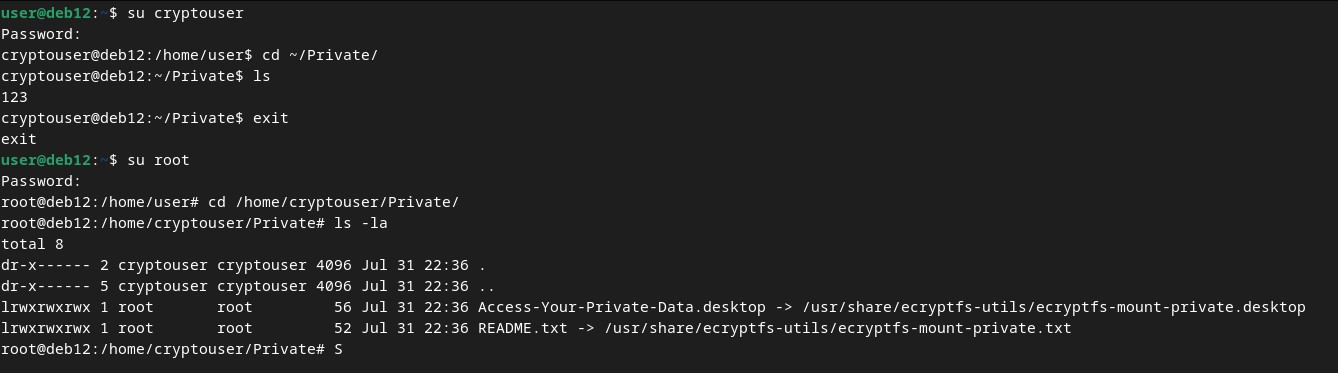 user@deb12:~$ su cryptouser
Password:
cryptouser@deb12:/home/user$ cd ~/Private/
cryptouser@deb12:~/Private$ ls
123
cryptouser@deb12:~/Private$ exit
exit
user@deb12:~$ su root
Password:
root@deb12:/home/user# cd /home/cryptouser/Private/
root@deb12:/home/cryptouser/Private# ls -la
total 8
dr-x------ 2 cryptouser cryptouser 4096 Jul 31 22:36 .
dr-x------ 5 cryptouser cryptouser 4096 Jul 31 22:36 ..
lrwxrwxrwx 1 root       root         56 Jul 31 22:36 Access-Your-Private-Data.desktop -> /usr/share/ecryptfs-utils/ecryptfs-mount-private.desktop
lrwxrwxrwx 1 root       root         52 Jul 31 22:36 README.txt -> /usr/share/ecryptfs-utils/ecryptfs-mount-private.txt
root@deb12:/home/cryptouser/Private# S